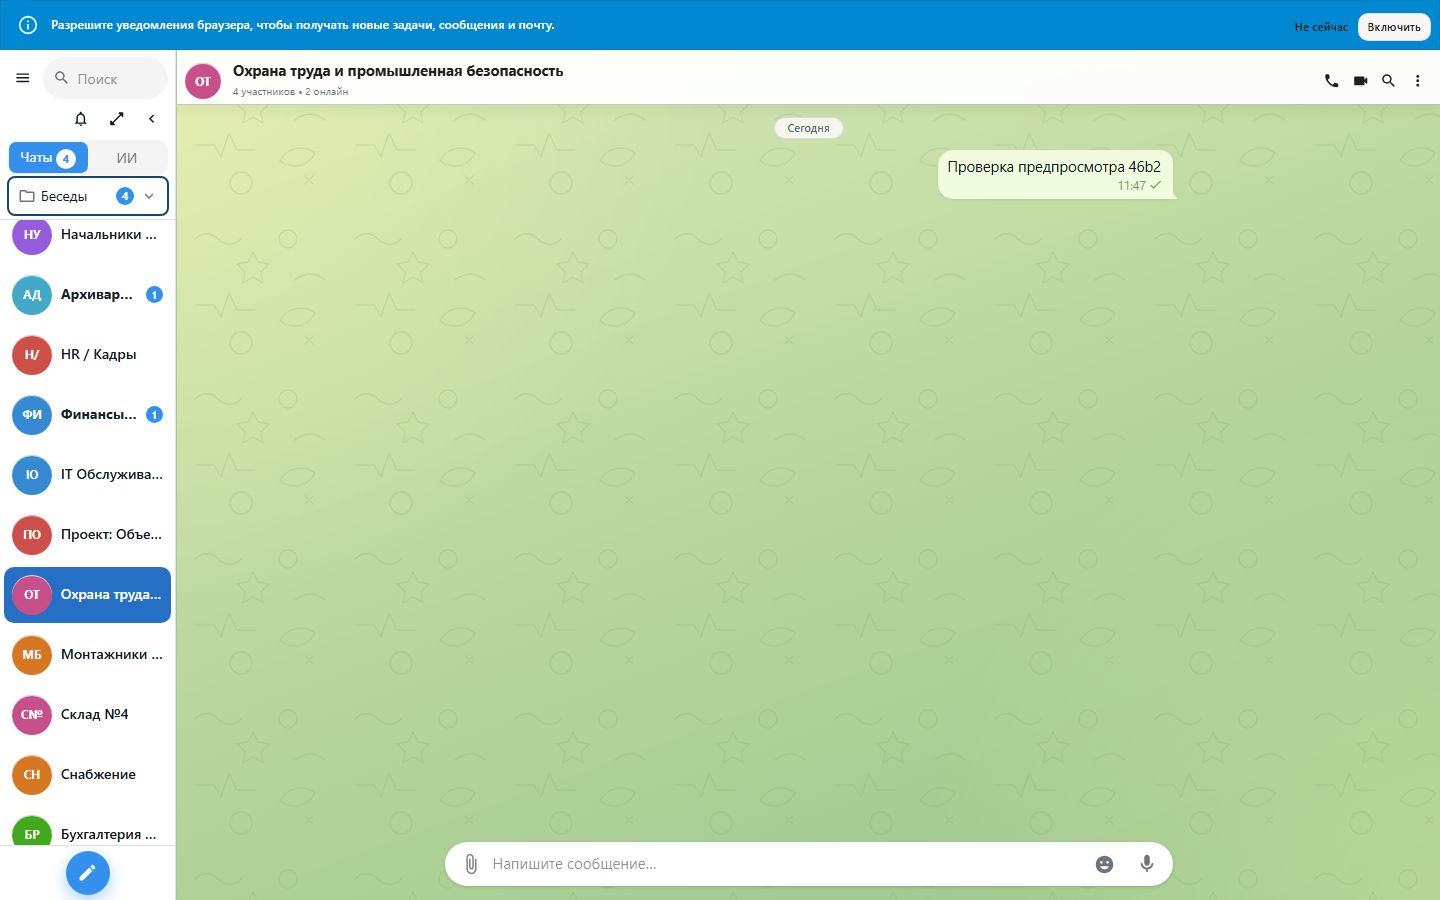 Разрешите уведомления браузера, чтобы получать новые задачи, сообщения и почту.
Не сейчас
Включить
Поиск
Чаты 4
ИИ
Беседы 4
НУ Начальники ...
АД Архивар... 1
Н/ HR / Кадры
ФИ Финансы... 1
IO IT Обслужива...
ПО Проект: Объе...
ОТ Охрана труда...
МБ Монтажники ...
С№ Склад №4
СН Снабжение
БР Бухгалтерия ...
ОТ
Охрана труда и промышленная безопасность
4 участников • 2 онлайн
Сегодня
Проверка предпросмотра 46b2
11:47
Напишите сообщение...